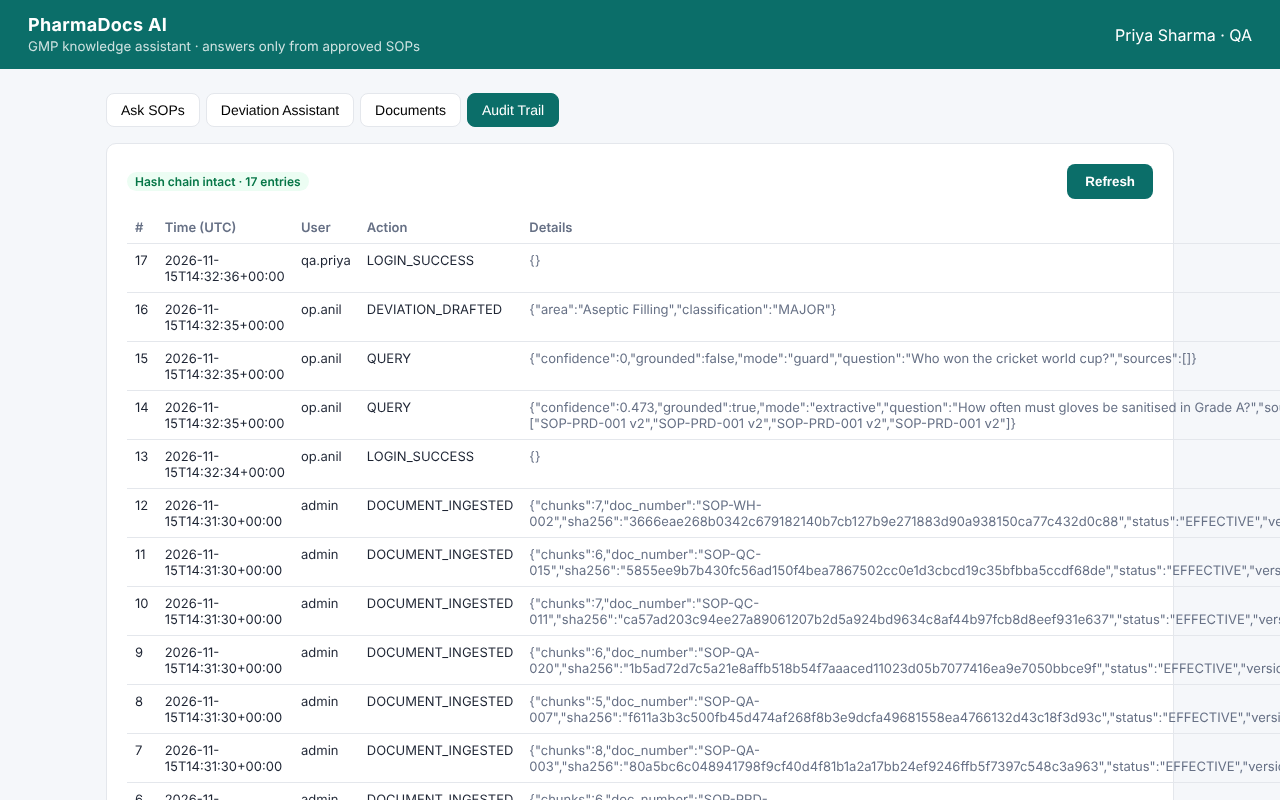 PharmaDocs AI
GMP knowledge assistant · answers only from approved SOPs
Priya Sharma · QA
Ask SOPs
Deviation Assistant
Documents
Audit Trail
Hash chain intact · 17 entries
Refresh
# Time (UTC) User Action Details
17 2026-11- qa.priya LOGIN_SUCCESS {}
15T14:32:36+00:00
16 2026-11- op.anil DEVIATION_DRAFTED {"area":"Aseptic Filling","classification":"MAJOR"}
15T14:32:35+00:00
15 2026-11- op.anil QUERY {"confidence":0,"grounded":false,"mode":"guard","question":"Who won the cricket world cup?","sources":[]}
15T14:32:35+00:00
14 2026-11- op.anil QUERY {"confidence":0.473,"grounded":true,"mode":"extractive","question":"How often must gloves be sanitised in Grade A?","sou
15T14:32:35+00:00 ["SOP-PRD-001 v2","SOP-PRD-001 v2","SOP-PRD-001 v2","SOP-PRD-001 v2"]}
13 2026-11- op.anil LOGIN_SUCCESS {}
15T14:32:34+00:00
12 2026-11- admin DOCUMENT_INGESTED {"chunks":7,"doc_number":"SOP-WH-
15T14:31:30+00:00 002","sha256":"3666eae268b0342c679182140b7cb127b9e271883d90a938150ca77c432d0c88","status":"EFFECTIVE","ve
11 2026-11- admin DOCUMENT_INGESTED {"chunks":6,"doc_number":"SOP-QC-
15T14:31:30+00:00 015","sha256":"5855ee9b7b430fc56ad150f4bea7867502cc0e1d3cbcd19c35bfbba5ccdf68de","status":"EFFECTIVE","vers
10 2026-11- admin DOCUMENT_INGESTED {"chunks":7,"doc_number":"SOP-QC-
15T14:31:30+00:00 011","sha256":"ca57ad203c94ee27a89061207b2d5a924bd9634c8af44b97fcb8d8eef931e637","status":"EFFECTIVE","vers
9 2026-11- admin DOCUMENT_INGESTED {"chunks":6,"doc_number":"SOP-QA-
15T14:31:30+00:00 020","sha256":"1b5ad72d7c5a21e8affb518b54f7aaaced11023d05b7077416ea9e7050bbce9f","status":"EFFECTIVE","versio
8 2026-11- admin DOCUMENT_INGESTED {"chunks":5,"doc_number":"SOP-QA-
15T14:31:30+00:00 007","sha256":"f611a3b3c500fb45d474af268f8b3e9dcfa49681558ea4766132d43c18f3d93c","status":"EFFECTIVE","versi
7 2026-11- admin DOCUMENT_INGESTED {"chunks":8,"doc_number":"SOP-QA-
15T14:31:30+00:00 003","sha256":"80a5bc6c048941798f9cf40d4f81b1a2a17bb24ef9246ffb5f7397c548c3a963","status":"EFFECTIVE","versi
6 2026-11- admin DOCUMENT_INGESTED {"chunks":6,"doc_number":"SOP-PRD-